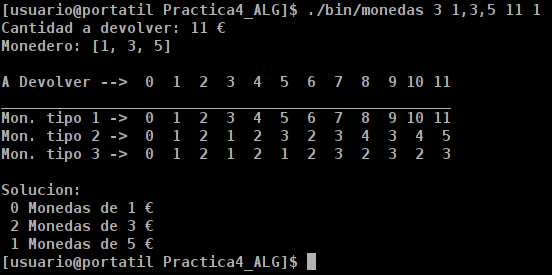 [usuario@portatil Practica4_ALG]$ ./bin/monedas 3 1,3,5 11 1
Cantidad a devolver: 11 €
Monedero: [1, 3, 5]
A Devolver --> 0 1 2 3 4 5 6 7 8 9 10 11
Mon. tipo 1 -> 0 1 2 3 4 5 6 7 8 9 10 11
Mon. tipo 2 -> 0 1 2 1 2 3 2 3 4 3 4 5
Mon. tipo 3 -> 0 1 2 1 2 1 2 3 2 3 2 3
Solucion:
0 Monedas de 1 €
2 Monedas de 3 €
1 Monedas de 5 €
[usuario@portatil Practica4_ALG]$